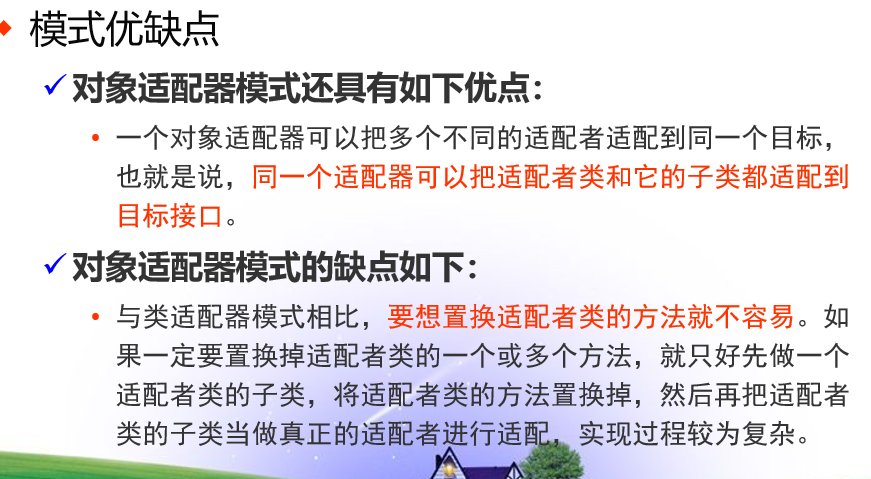 模式优缺点
对象适配器模式还具有如下优点：
一个对象适配器可以把多个不同的适配者适配到同一个目标，
也就是说，同一个适配器可以把适配者类和它的子类都适配到
目标接口。
对象适配器模式的缺点如下：
与类适配器模式相比，要想置换适配者类的方法就不容易。如
果一定要置换掉适配者类的一个或多个方法，就只好先做一个
适配者类的子类，将适配者类的方法置换掉，然后再把适配者
类的子类当做真正的适配者进行适配，实现过程较为复杂。